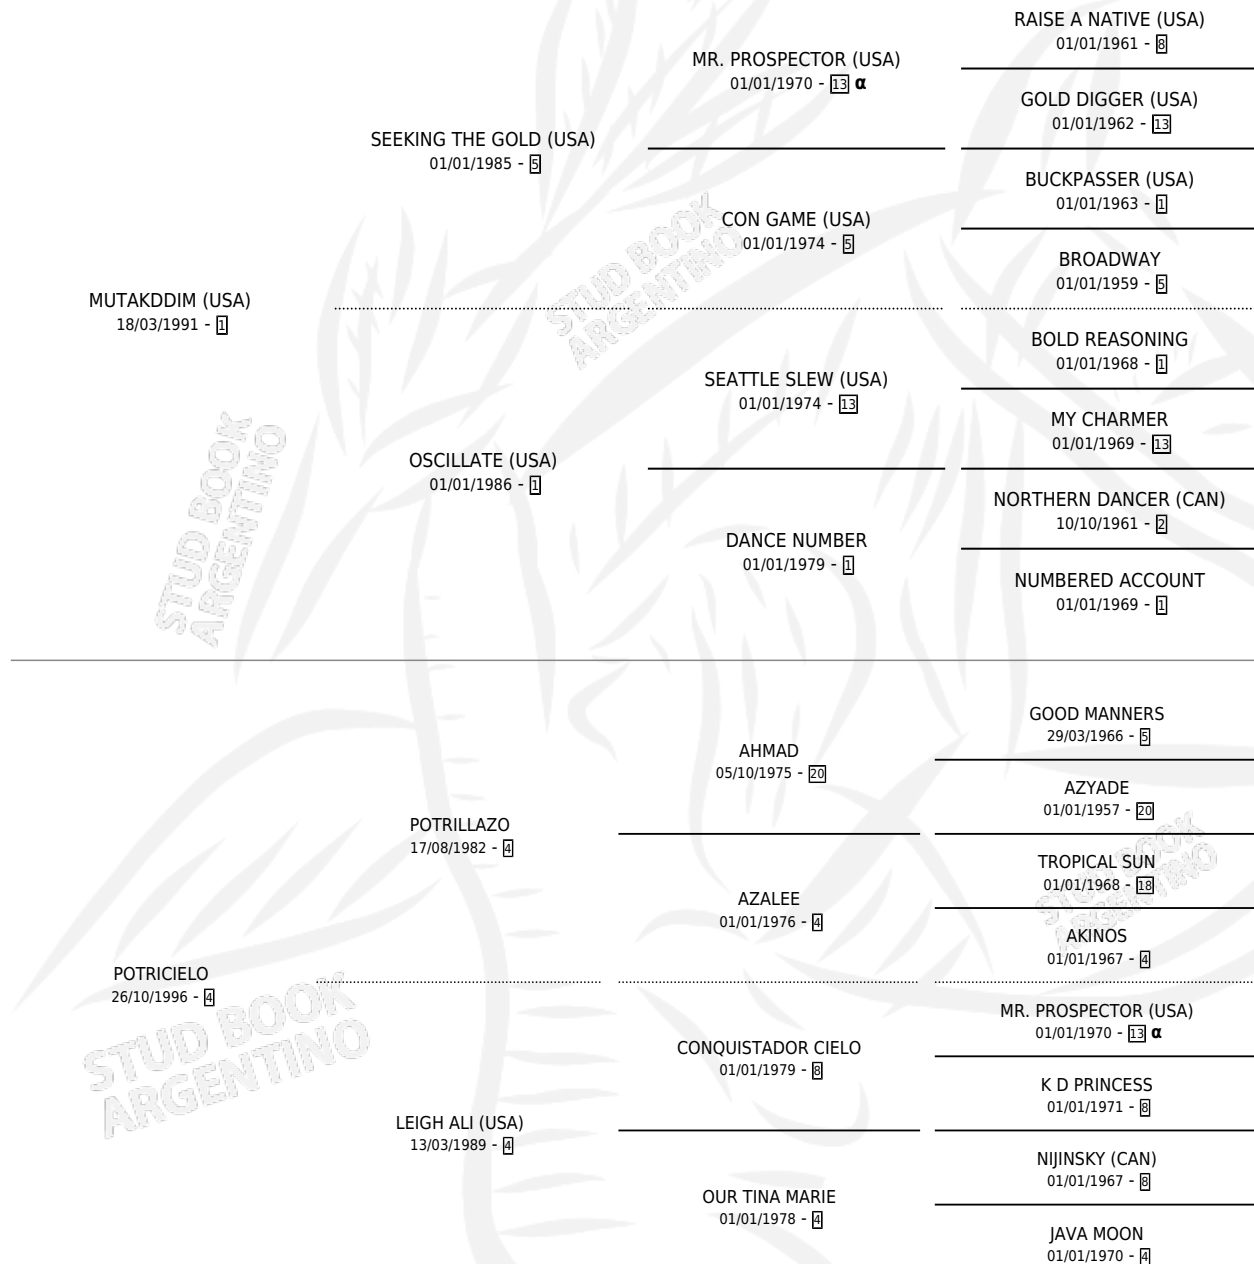 RAISE A NATIVE (USA)
01/01/1961 - 8
MR. PROSPECTOR (USA)
01/01/1970 - 13 α
GOLD DIGGER (USA)
01/01/1962 - 13
SEEKING THE GOLD (USA)
01/01/1985 - 5
BUCKPASSER (USA)
01/01/1963 - 1
CON GAME (USA)
01/01/1974 - 5
BROADWAY
01/01/1959 - 5
MUTAKDDIM (USA)
18/03/1991 - 1
BOLD REASONING
01/01/1968 - 1
SEATTLE SLEW (USA)
01/01/1974 - 13
MY CHARMER
01/01/1969 - 13
OSCILLATE (USA)
01/01/1986 - 1
NORTHERN DANCER (CAN)
10/10/1961 - 2
DANCE NUMBER
01/01/1979 - 1
NUMBERED ACCOUNT
01/01/1969 - 1
GOOD MANNERS
29/03/1966 - 5
AHMAD
05/10/1975 - 20
AZYADE
01/01/1957 - 20
POTRILLAZO
17/08/1982 - 4
TROPICAL SUN
01/01/1968 - 18
AZALEE
01/01/1976 - 4
AKINOS
01/01/1967 - 4
POTRICIELO
26/10/1996 - 4
MR. PROSPECTOR (USA)
01/01/1970 - 13 α
CONQUISTADOR CIELO
01/01/1979 - 8
K D PRINCESS
01/01/1971 - 8
LEIGH ALI (USA)
13/03/1989 - 4
NIJINSKY (CAN)
01/01/1967 - 8
OUR TINA MARIE
01/01/1978 - 4
JAVA MOON
01/01/1970 - 4
STUD BOOK
ARGENTINO
STUD BOOK
ARGENTINO
STUD BOOK
ARGENTINO
STUD BOOK
ARGENTINO